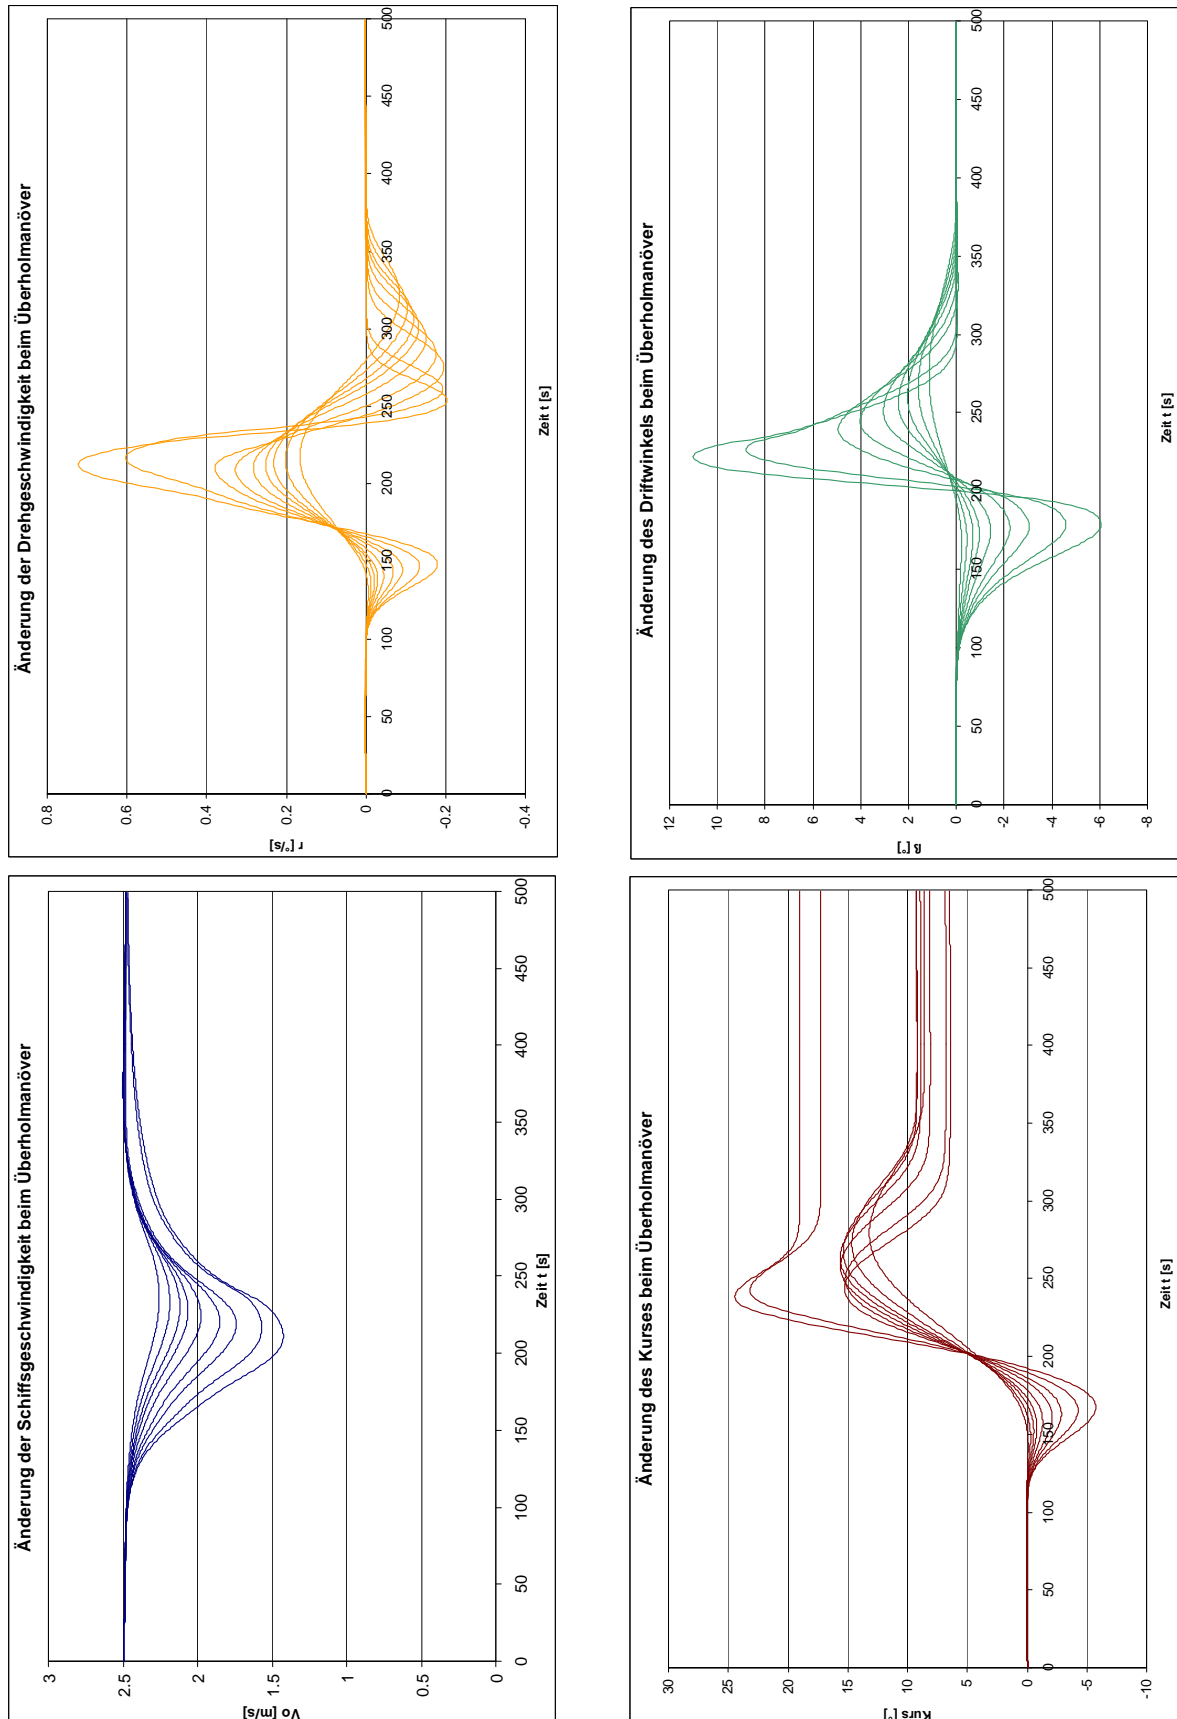 Änderung der Schiffsgeschwindigkeit beim Überholmanöver
Vo [m/s]
3
2.5
2
1.5
1
0.5
0
0 50 100 150 200 250 300 350 400 450 500
Zeit t [s]
Änderung der Drehgeschwindigkeit beim Überholmanöver
r [°/s]
0.8
0.6
0.4
0.2
0
-0.2
-0.4
0 50 100 150 200 250 300 350 400 450 500
Zeit t [s]
Änderung des Kurses beim Überholmanöver
Kurs [°]
30
25
20
15
10
5
0
-5
-10
0 50 100 150 200 250 300 350 400 450 500
Zeit t [s]
Änderung des Driftwinkels beim Überholmanöver
ß [°]
12
10
8
6
4
2
0
-2
-4
-6
-8
0 50 100 150 200 250 300 350 400 450 500
Zeit t [s]